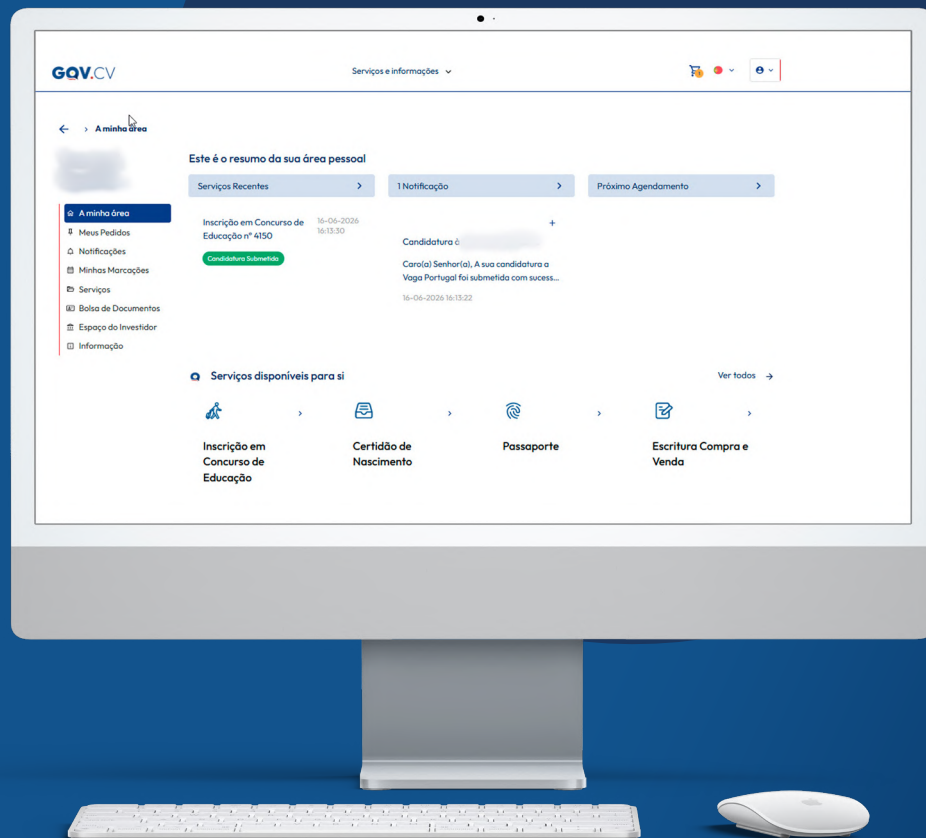 GOV.CV
Serviços e informações
1
A minha área
Este é o resumo da sua área pessoal
Serviços Recentes
1 Notificação
Próximo Agendamento
A minha área
Meus Pedidos
Notificações
Minhas Marcações
Serviços
Bolsa de Documentos
Espaço do Investidor
Informação
Inscrição em Concurso de
Educação nº 4150
16-06-2026
16:13:30
Candidatura Submetida
+
Candidatura à
Caro(a) Senhor(a), A sua candidatura a
Vaga Portugal foi submetida com sucess...
16-06-2026 16:13:22
Serviços disponíveis para si
Ver todos
Inscrição em
Concurso de
Educação
Certidão de
Nascimento
Passaporte
Escritura Compra e
Venda